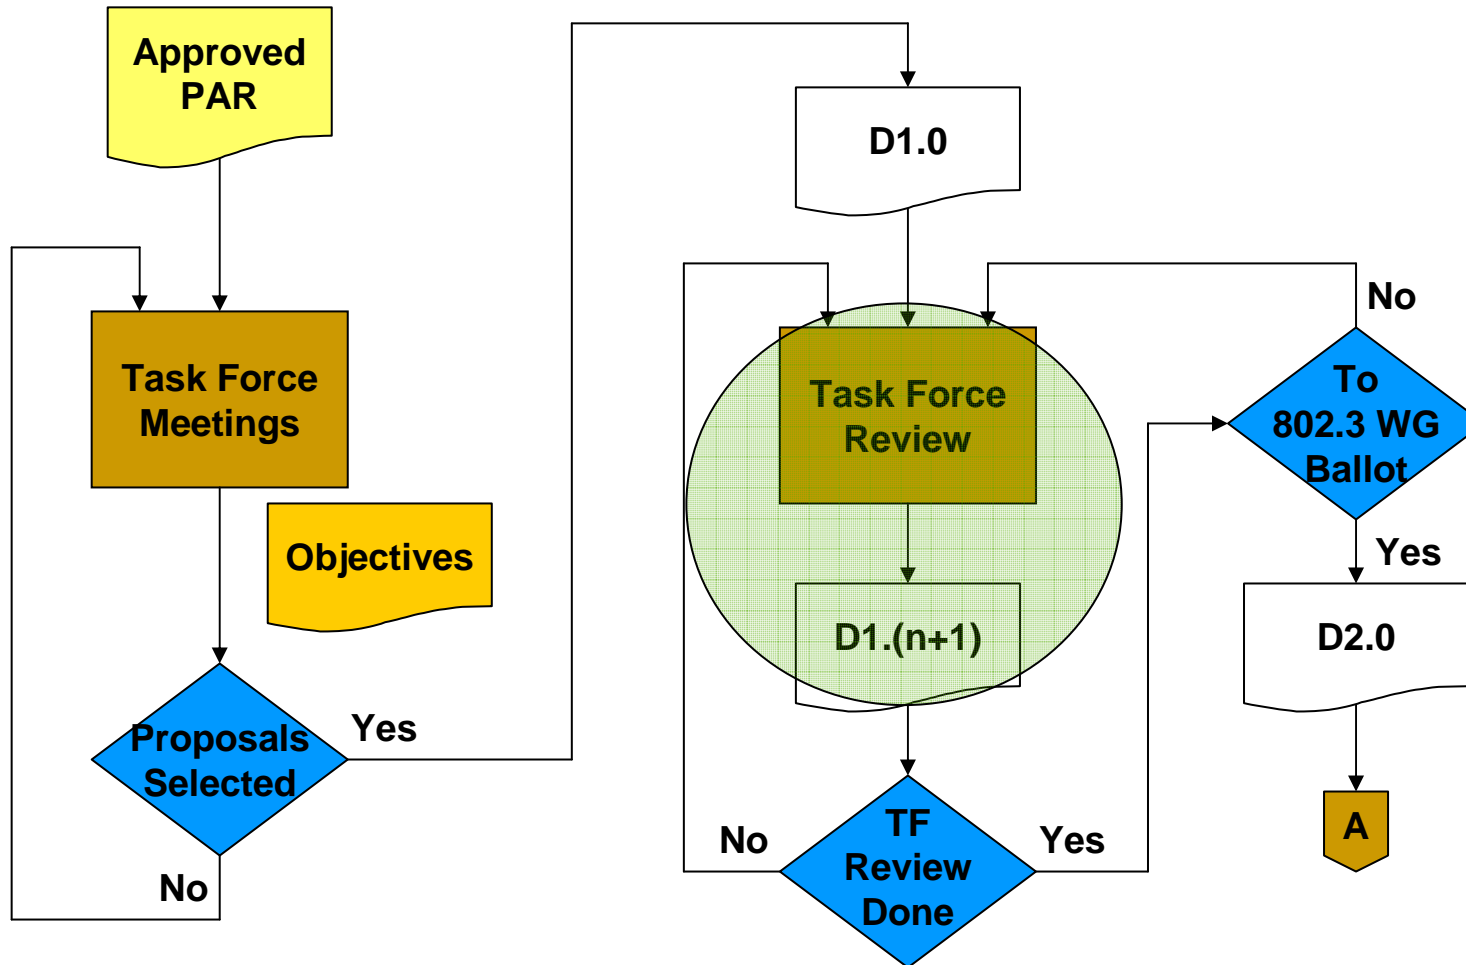 Approved
PAR
Task Force
Meetings
Objectives
Proposals
Selected
Yes
No
D1.0
Task Force
Review
D1.(n+1)
TF
Review
Done
No
Yes
To
802.3 WG
Ballot
No
Yes
D2.0
A